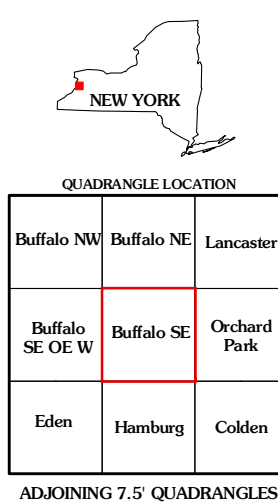 NEW YORK
QUADRANGLE LOCATION
Buffalo NW Buffalo NE Lancaster
Buffalo
SE OE W
Buffalo SE
Orchard
Park
Eden Hamburg Colden
ADJOINING 7.5' QUADRANGLES